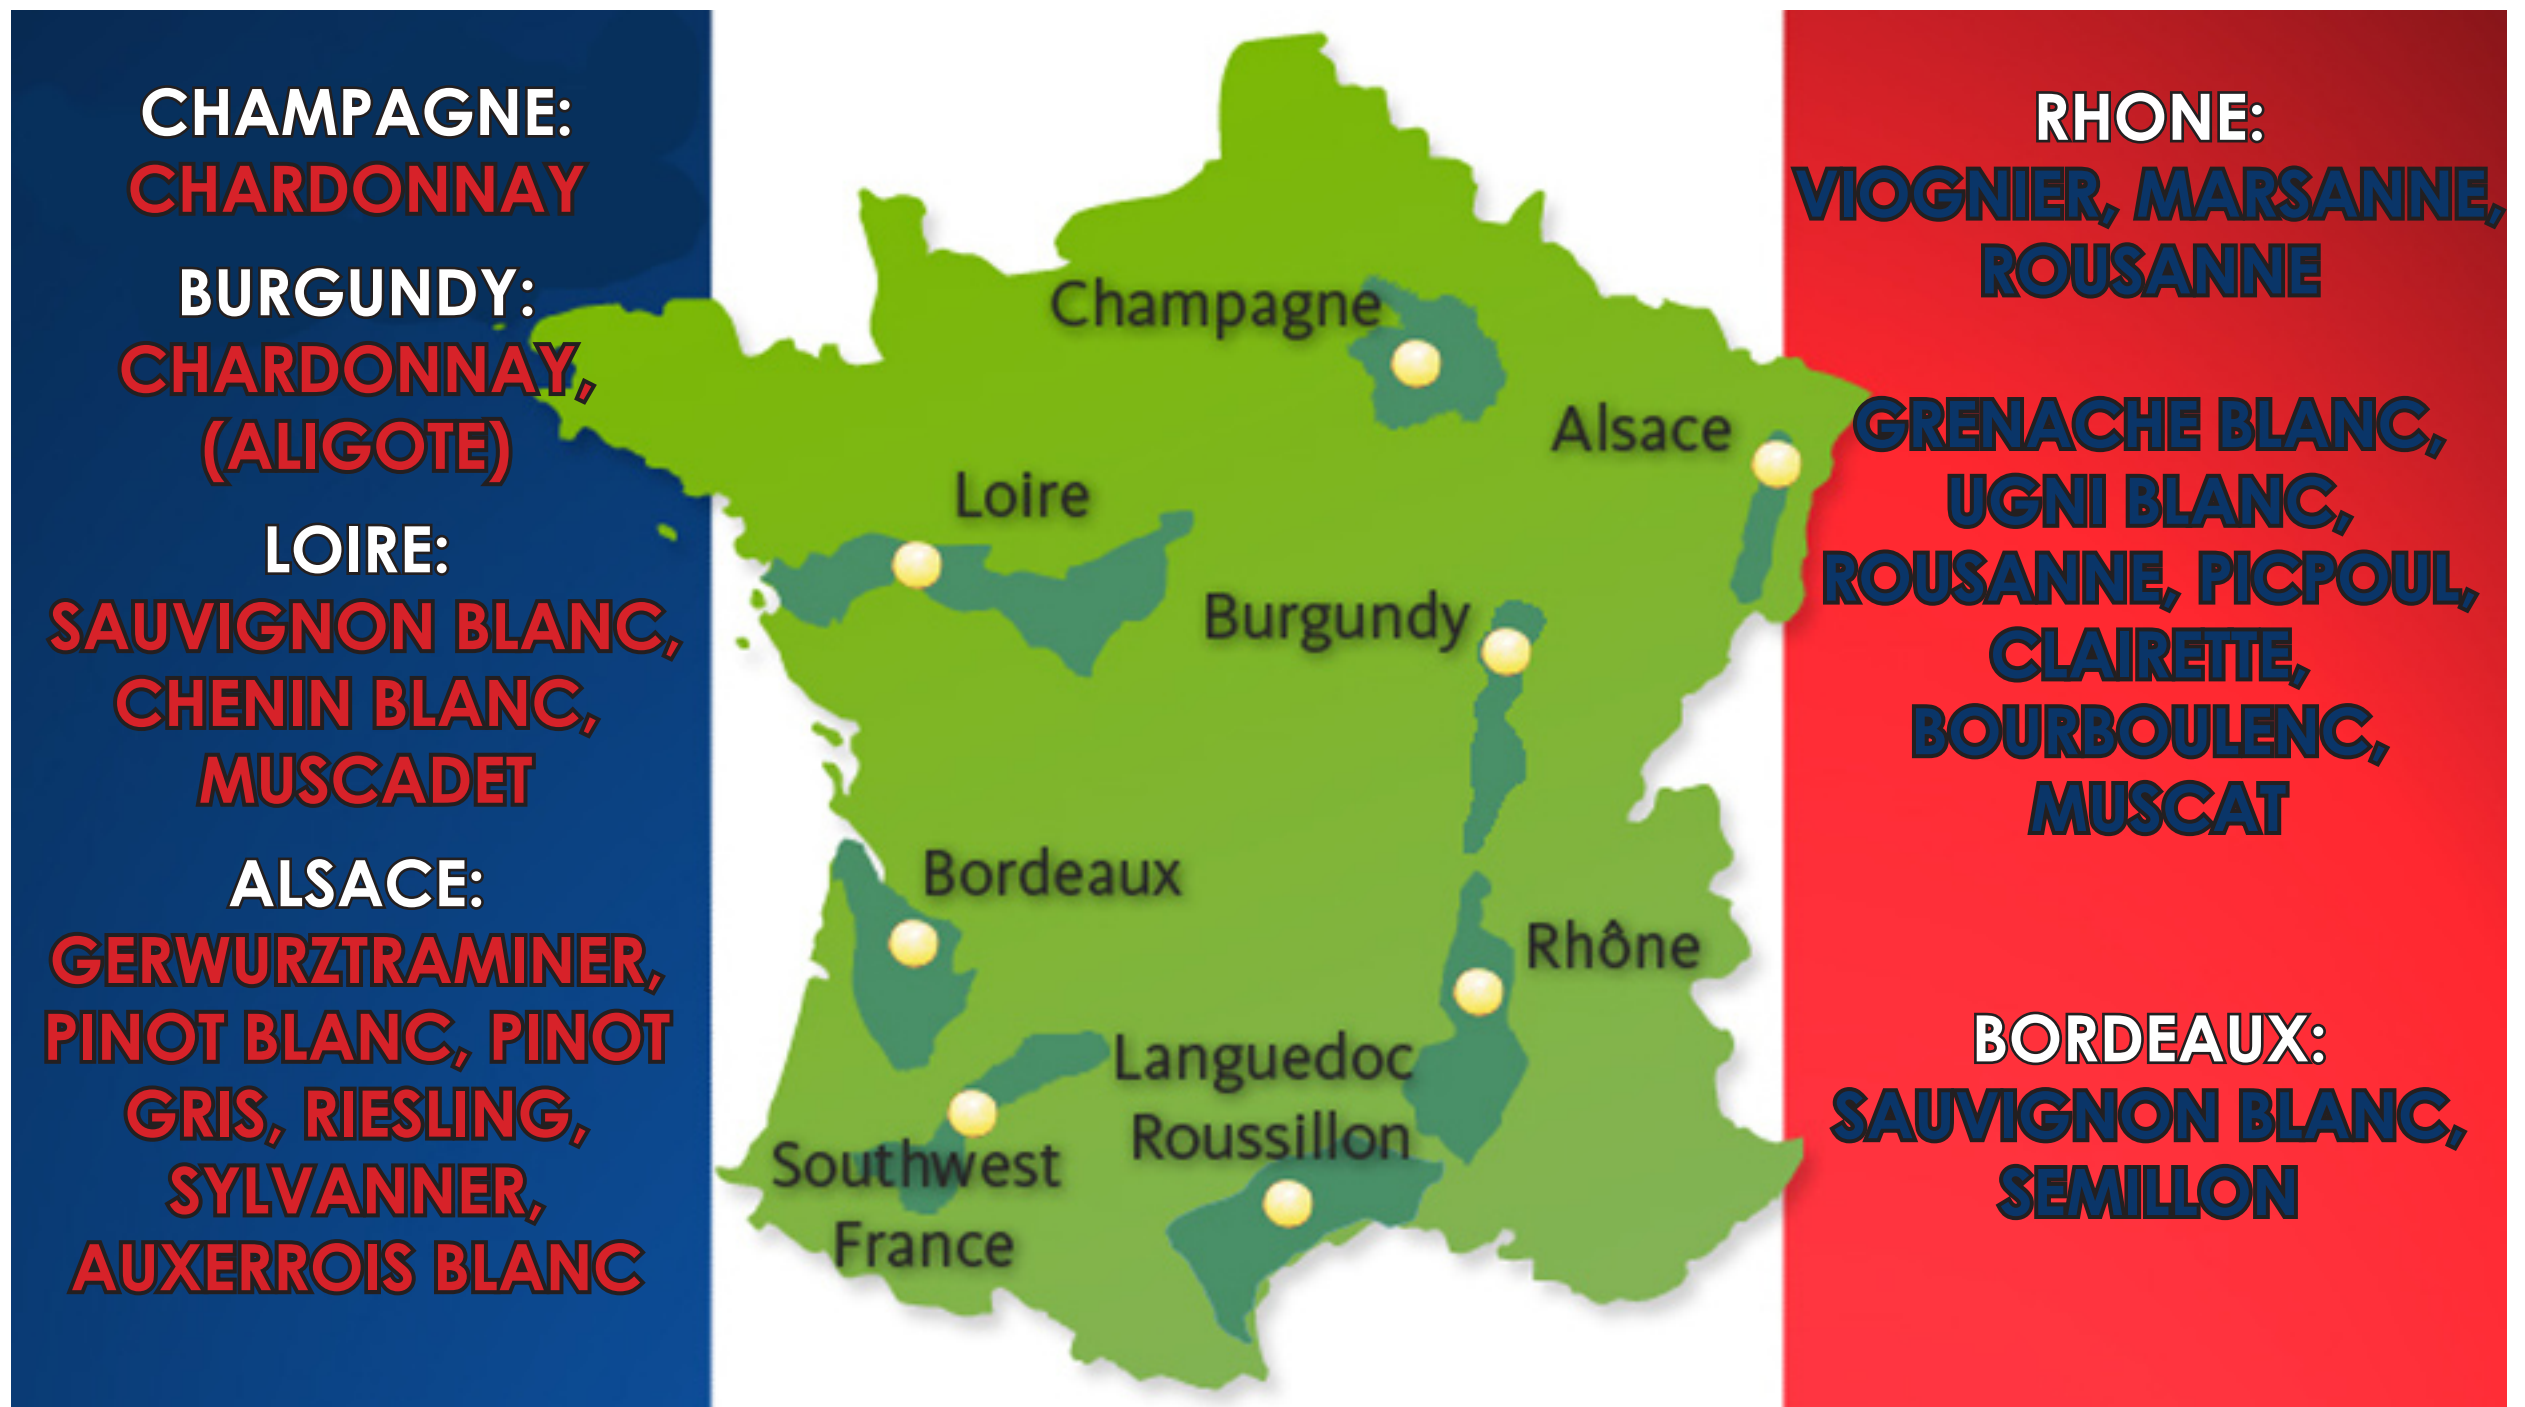 CHAMPAGNE:
CHARDONNAY
BURGUNDY:
CHARDONNAY,
(ALIGOTE)
LOIRE:
SAUVIGNON BLANC,
CHENIN BLANC,
MUSCADET
ALSACE:
GERWURZTRAMINER,
PINOT BLANC, PINOT
GRIS, RIESLING,
SYLVANNER,
AUXERROIS BLANC
Champagne
Alsace
Loire
Burgundy
Bordeaux
Rhône
Languedoc
Roussillon
Southwest
France
RHONE:
VIOGNIER, MARSANNE,
ROUSANNE
GRENACHE BLANC,
UGNI BLANC,
ROUSANNE, PICPOUL,
CLAIRETTE,
BOURBOULENC,
MUSCAT
BORDEAUX:
SAUVIGNON BLANC,
SEMILLON